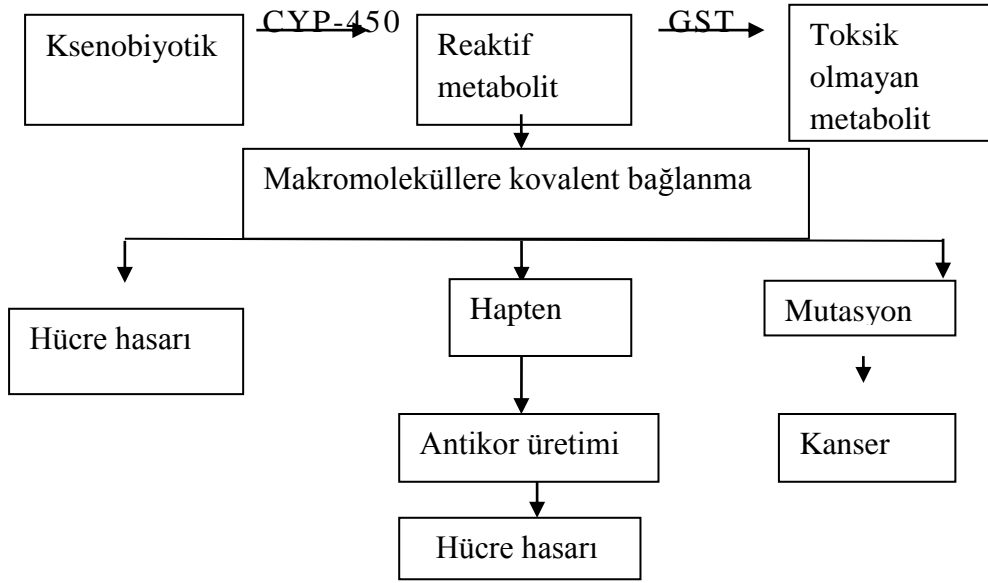 Ksenobiyotik
CYP-450
Reaktif
metabolit
GST
Toksik
olmayan
metabolit
Makromoleküllere kovalent bağlanma
Hücre hasarı
Hapten
Mutasyon
Antikor üretimi
Kanser
Hücre hasarı